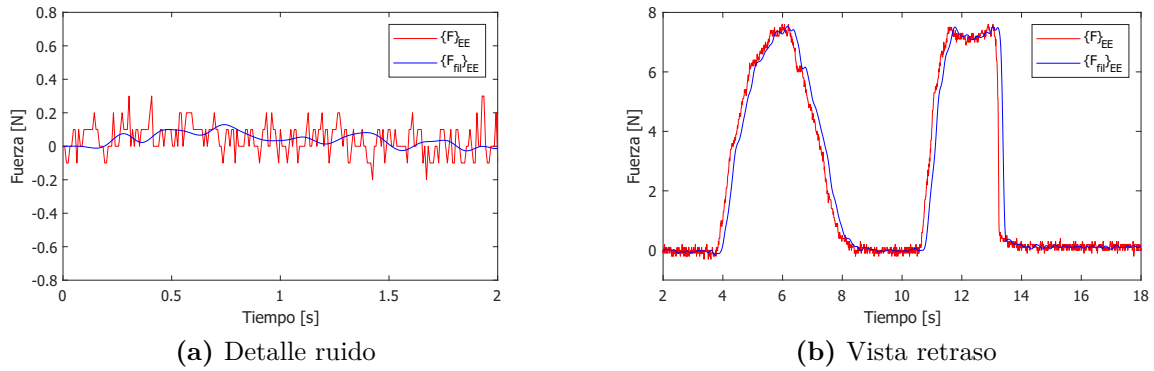 0.8
0.6
0.4
0.2
0
-0.2
-0.4
-0.6
-0.8
Fuerza [N]
0 0.5 1 1.5 2
Tiempo [s]
{F}EE
{Ffil}EE
(a) Detalle ruido
8
6
4
2
0
Fuerza [N]
2 4 6 8 10 12 14 16 18
Tiempo [s]
{F}EE
{Ffil}EE
(b) Vista retraso